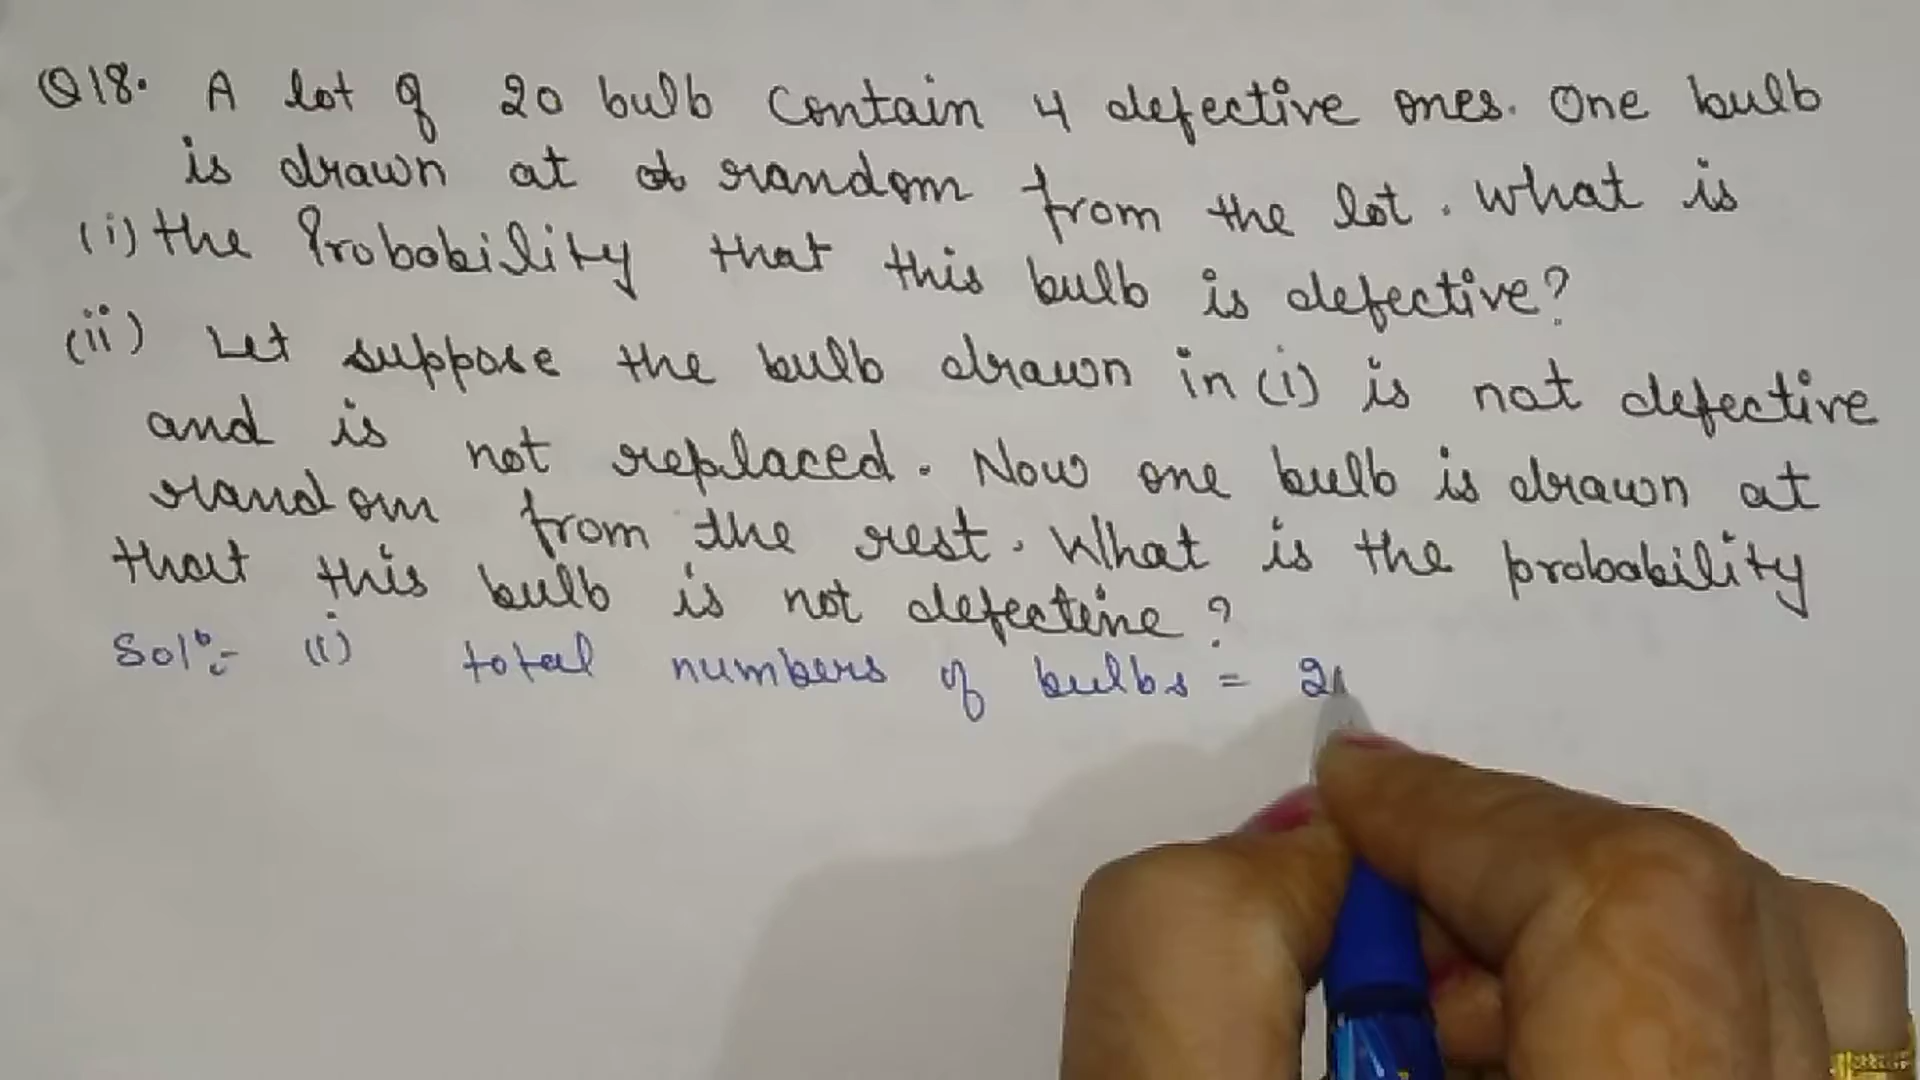 Q18. A lot of 20 bulb contain 4 defective ones. One bulb
is drawn at random from the lot. What is
(i) the Probability that this bulb is defective?
(ii) Let suppose the bulb drawn in (i) is not defective
and is not replaced. Now one bulb is drawn at
random from the rest. What is the probability
that this bulb is not defective?
Soln:- (i) total numbers of bulbs = 2